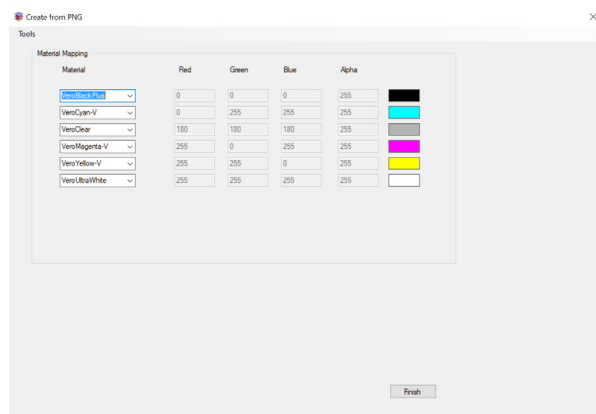 Create from PNG
Tools
Material Mapping
Material Red Green Blue Alpha
VeroBlackPlus 0 0 0 255
VeroCyan-V 0 255 255 255
VeroClear 180 180 180 255
VeroMagenta-V 255 0 255 255
VeroYellow-V 255 255 0 255
VeroUltraWhite 255 255 255 255
Finish